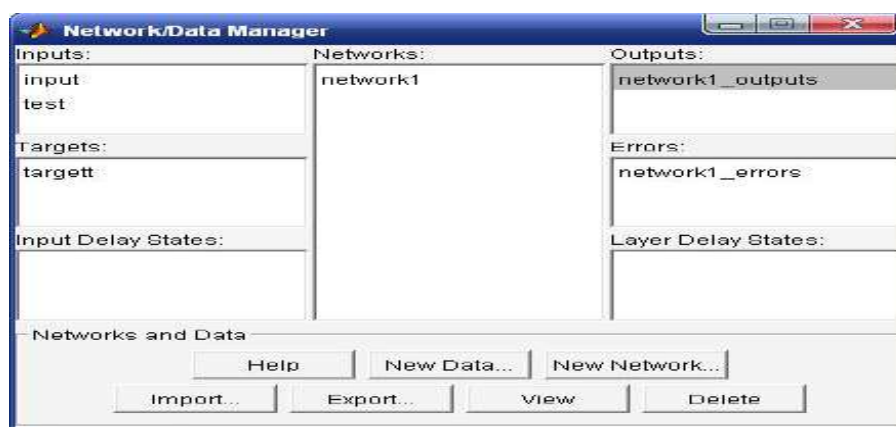 Network/Data Manager
Inputs:
input
test
Networks:
network1
Outputs:
network1_outputs
Targets:
targett
Errors:
network1_errors
Input Delay States:
Layer Delay States:
Networks and Data
Help
New Data...
New Network...
Import...
Export...
View
Delete